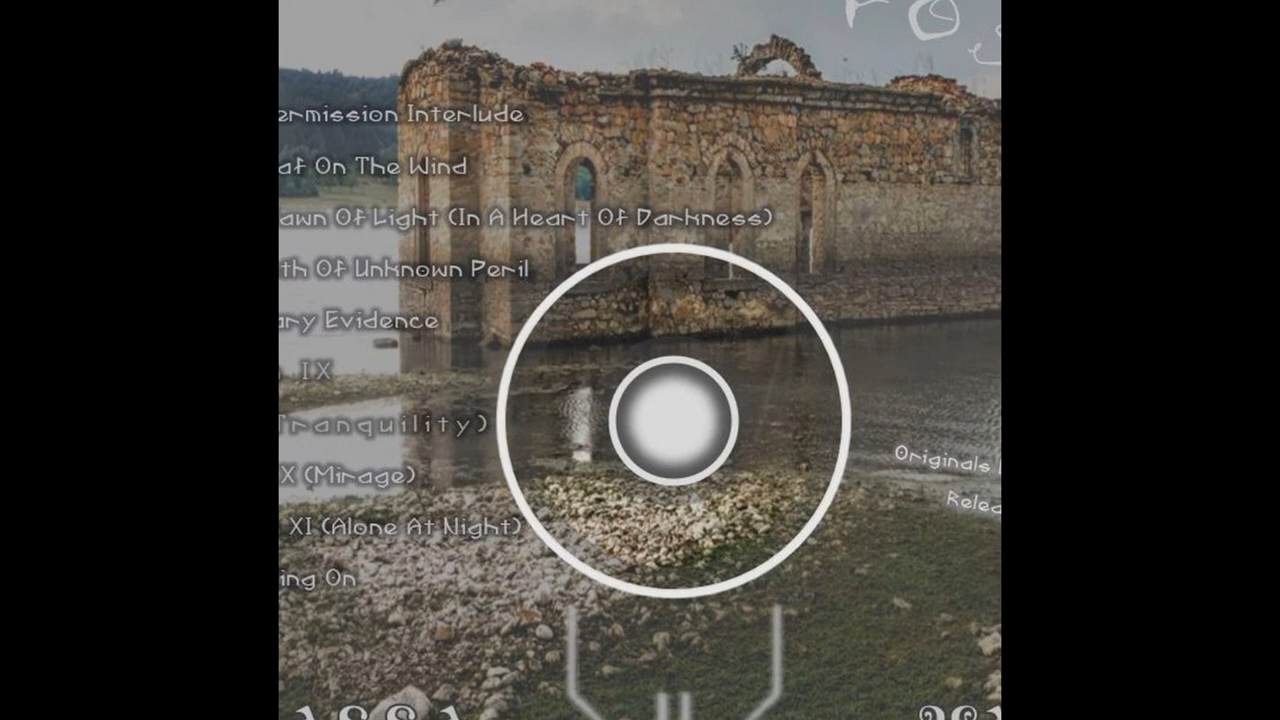 ermission Interlude
af On The Wind
awn Of Light (In A Heart Of Darkness)
th Of Unknown Peril
ary Evidence
. IX
Tranquility)
X (Mirage)
XI (Alone At Night)
ing On
Originals
Relea